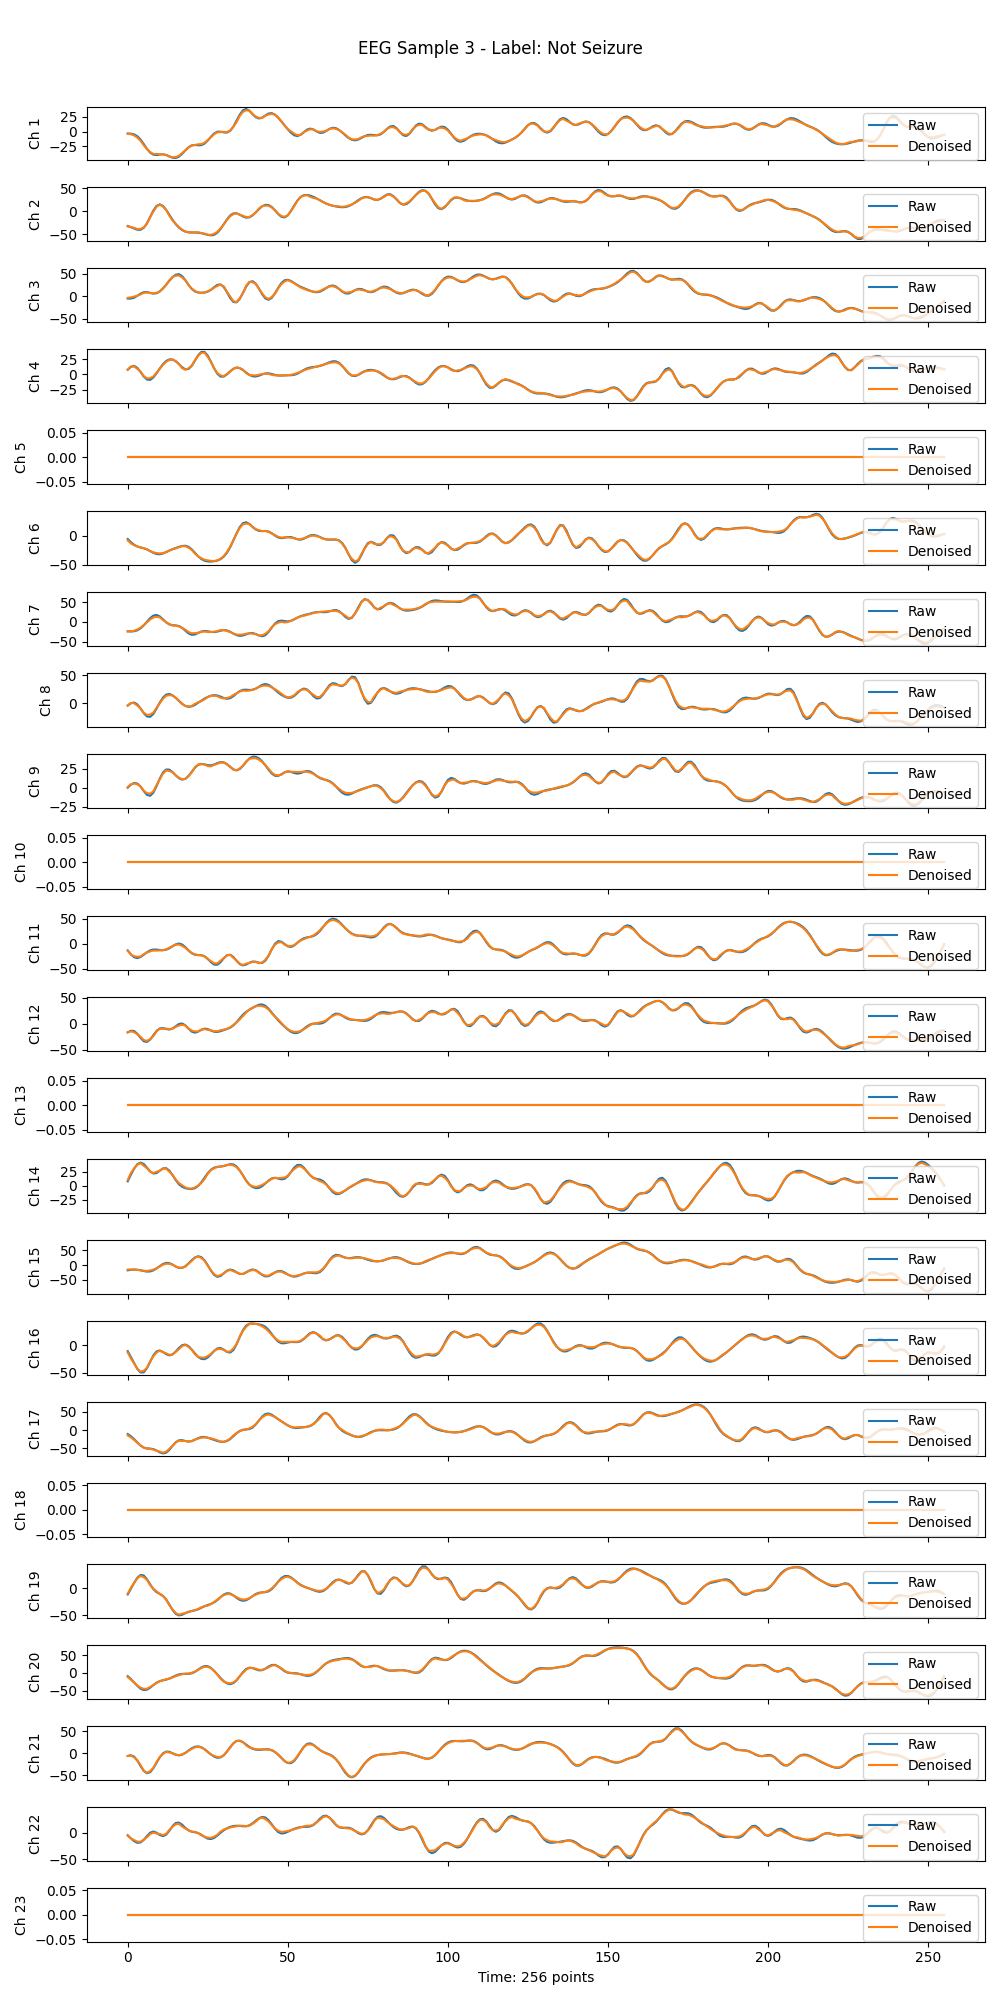 EEG Sample 3 - Label: Not Seizure
Ch 1
25
0
−25
Raw
Denoised
Ch 2
50
0
−50
Raw
Denoised
Ch 3
50
0
−50
Raw
Denoised
Ch 4
25
0
−25
Raw
Denoised
Ch 5
0.05
0.00
−0.05
Raw
Denoised
Ch 6
0
−50
Raw
Denoised
Ch 7
50
0
−50
Raw
Denoised
Ch 8
50
0
Raw
Denoised
Ch 9
25
0
−25
Raw
Denoised
Ch 10
0.05
0.00
−0.05
Raw
Denoised
Ch 11
50
0
−50
Raw
Denoised
Ch 12
50
0
−50
Raw
Denoised
Ch 13
0.05
0.00
−0.05
Raw
Denoised
Ch 14
25
0
−25
Raw
Denoised
Ch 15
50
0
−50
Raw
Denoised
Ch 16
0
−50
Raw
Denoised
Ch 17
50
0
−50
Raw
Denoised
Ch 18
0.05
0.00
−0.05
Raw
Denoised
Ch 19
0
−50
Raw
Denoised
Ch 20
50
0
−50
Raw
Denoised
Ch 21
50
0
−50
Raw
Denoised
Ch 22
0
−50
Raw
Denoised
Ch 23
0.05
0.00
−0.05
Raw
Denoised
0 50 100 150 200 250
Time: 256 points